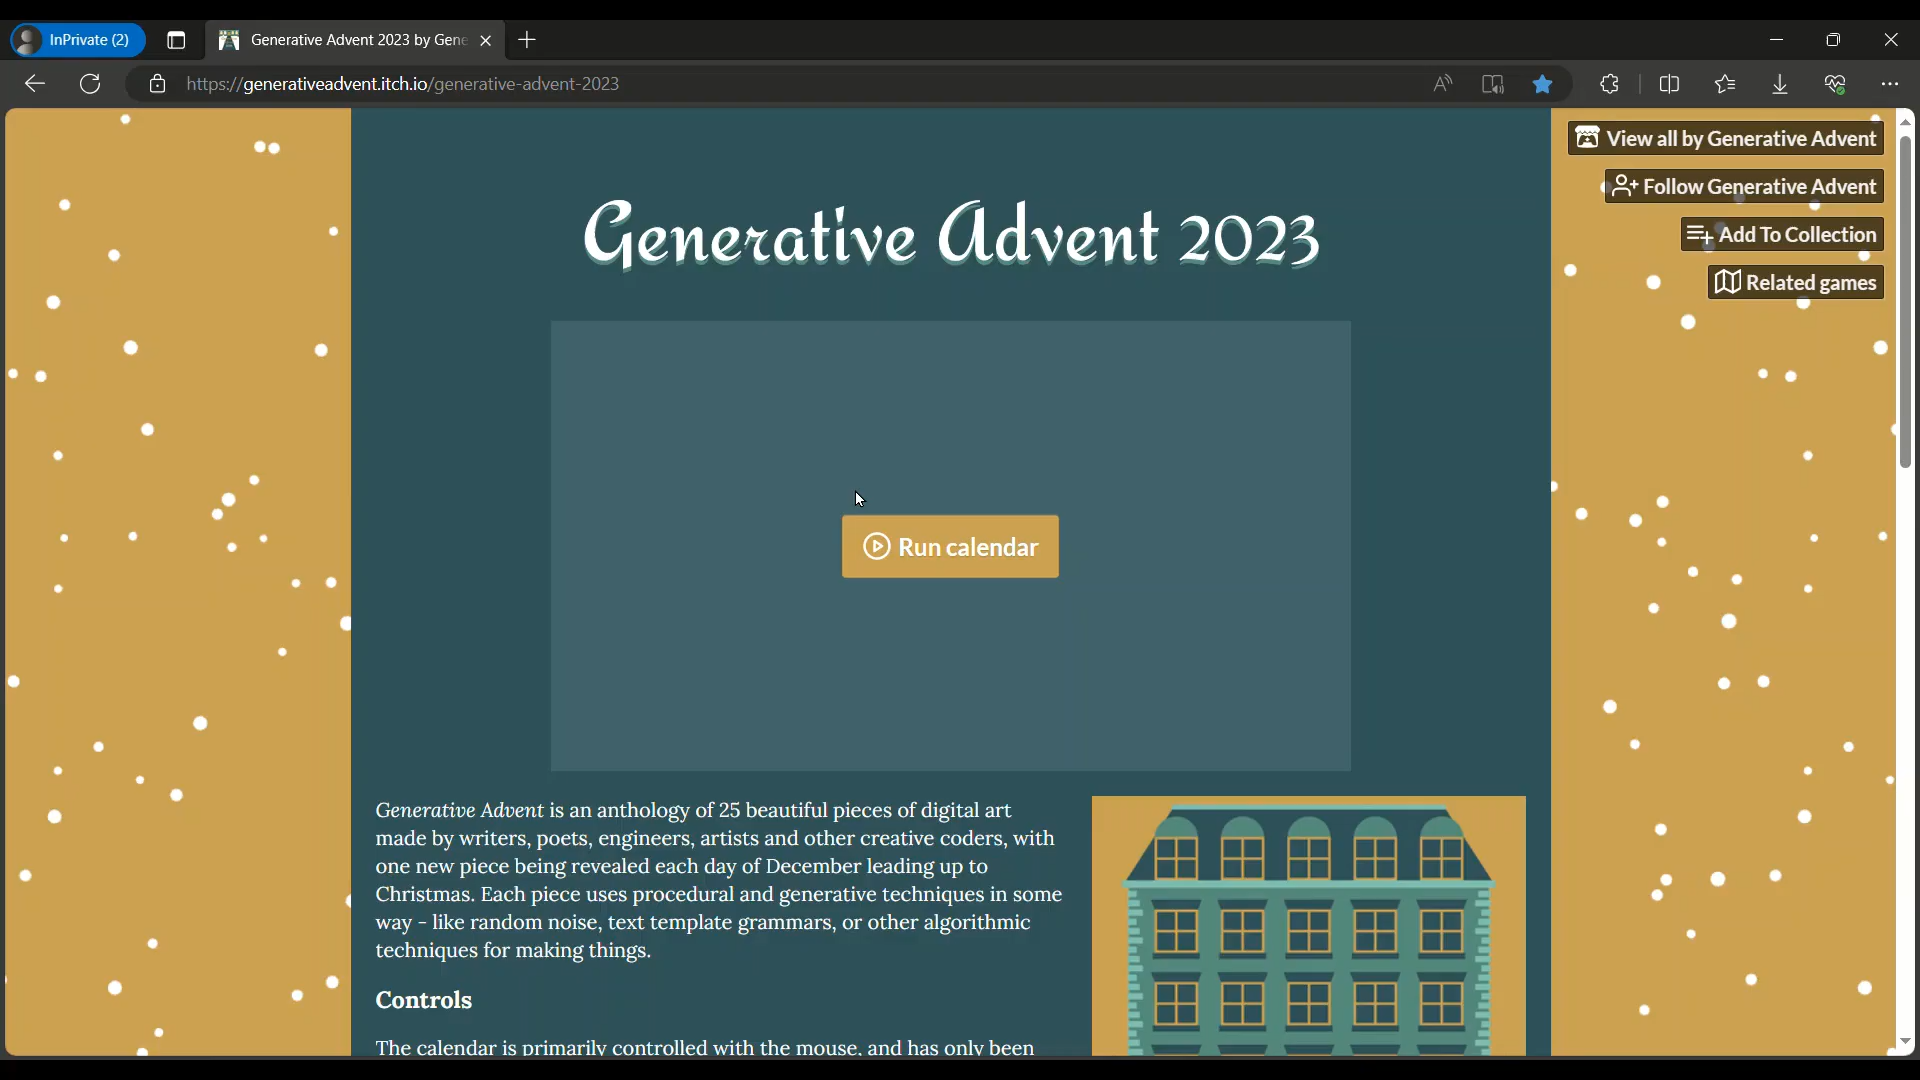 InPrivate (2)
Generative Advent 2023 by Gene
https://generativeadvent.itch.io/generative-advent-2023
View all by Generative Advent
Follow Generative Advent
Add To Collection
Related games
Generative Advent 2023
Run calendar
Generative Advent is an anthology of 25 beautiful pieces of digital art
made by writers, poets, engineers, artists and other creative coders, with
one new piece being revealed each day of December leading up to
Christmas. Each piece uses procedural and generative techniques in some
way - like random noise, text template grammars, or other algorithmic
techniques for making things.
Controls
The calendar is primarily controlled with the mouse, and has only been